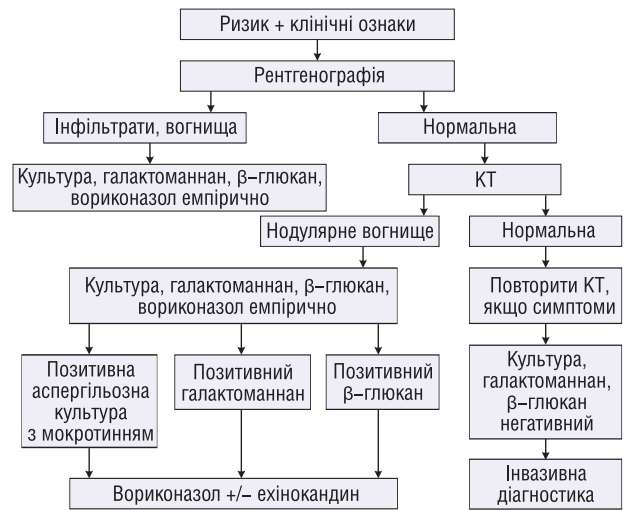 Ризик + клінічні ознаки
Рентгенографія
Інфільтрати, вогнища
Нормальна
Культура, галактоманнан, β–глюкан,
вориконазол емпірично
КТ
Нодулярне вогнище
Нормальна
Культура, галактоманнан, β–глюкан,
вориконазол емпірично
Повторити КТ,
якщо симптоми
Позитивна
аспергільозна
культура
з мокротинням
Позитивний
галактоманнан
Позитивний
β–глюкан
Культура,
галактоманнан,
β–глюкан
негативний
Вориконазол +/– ехінокандин
Інвазивна
діагностика